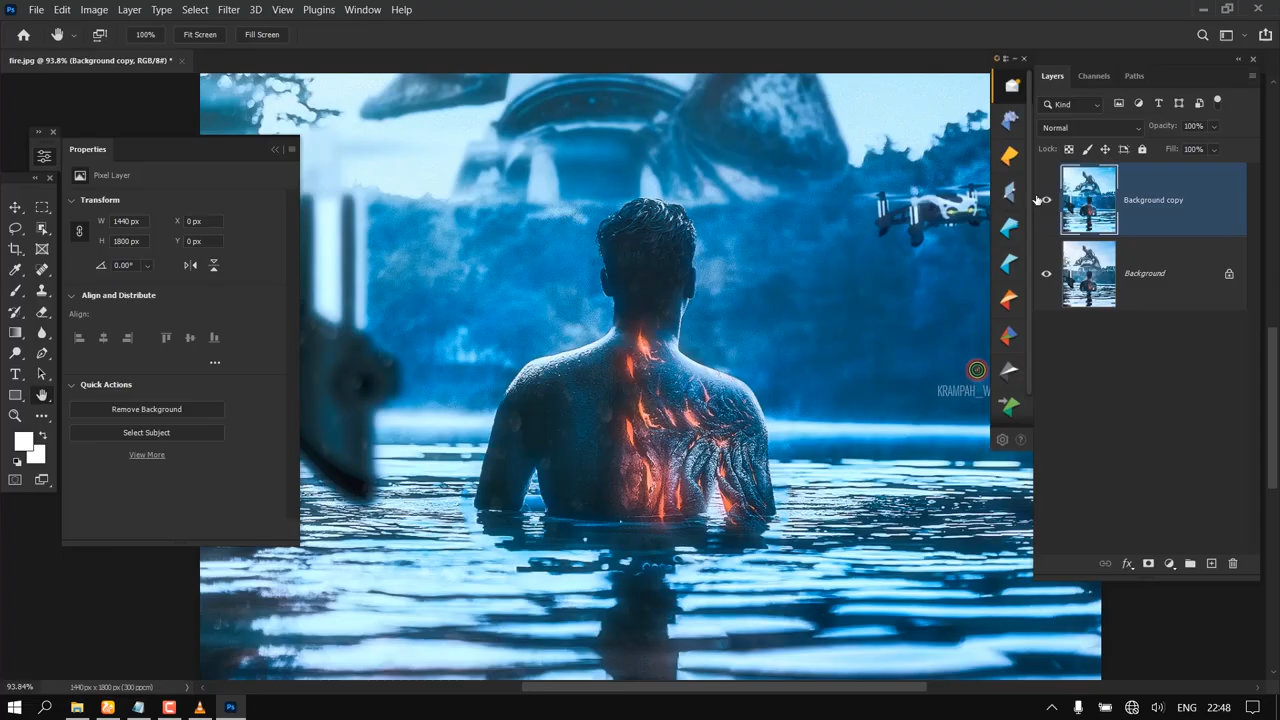 Ps File Edit Image Layer Type Select Filter 3D View Plugins Window Help
100% Fit Screen Fill Screen
fire.jpg @ 93.8% (Background copy, RGB/8#) *
Properties
Pixel Layer
Transform
W 1440 px X 0 px
H 1800 px Y 0 px
0.00°
Align and Distribute
Align:
Quick Actions
Remove Background
Select Subject
View More
KRAMPAH_W
Layers Channels Paths
Kind
Normal Opacity: 100%
Lock: Fill: 100%
Background copy
Background
fx
93.84% 1440 px x 1800 px (300 ppcm)
Ps ENG 22:48